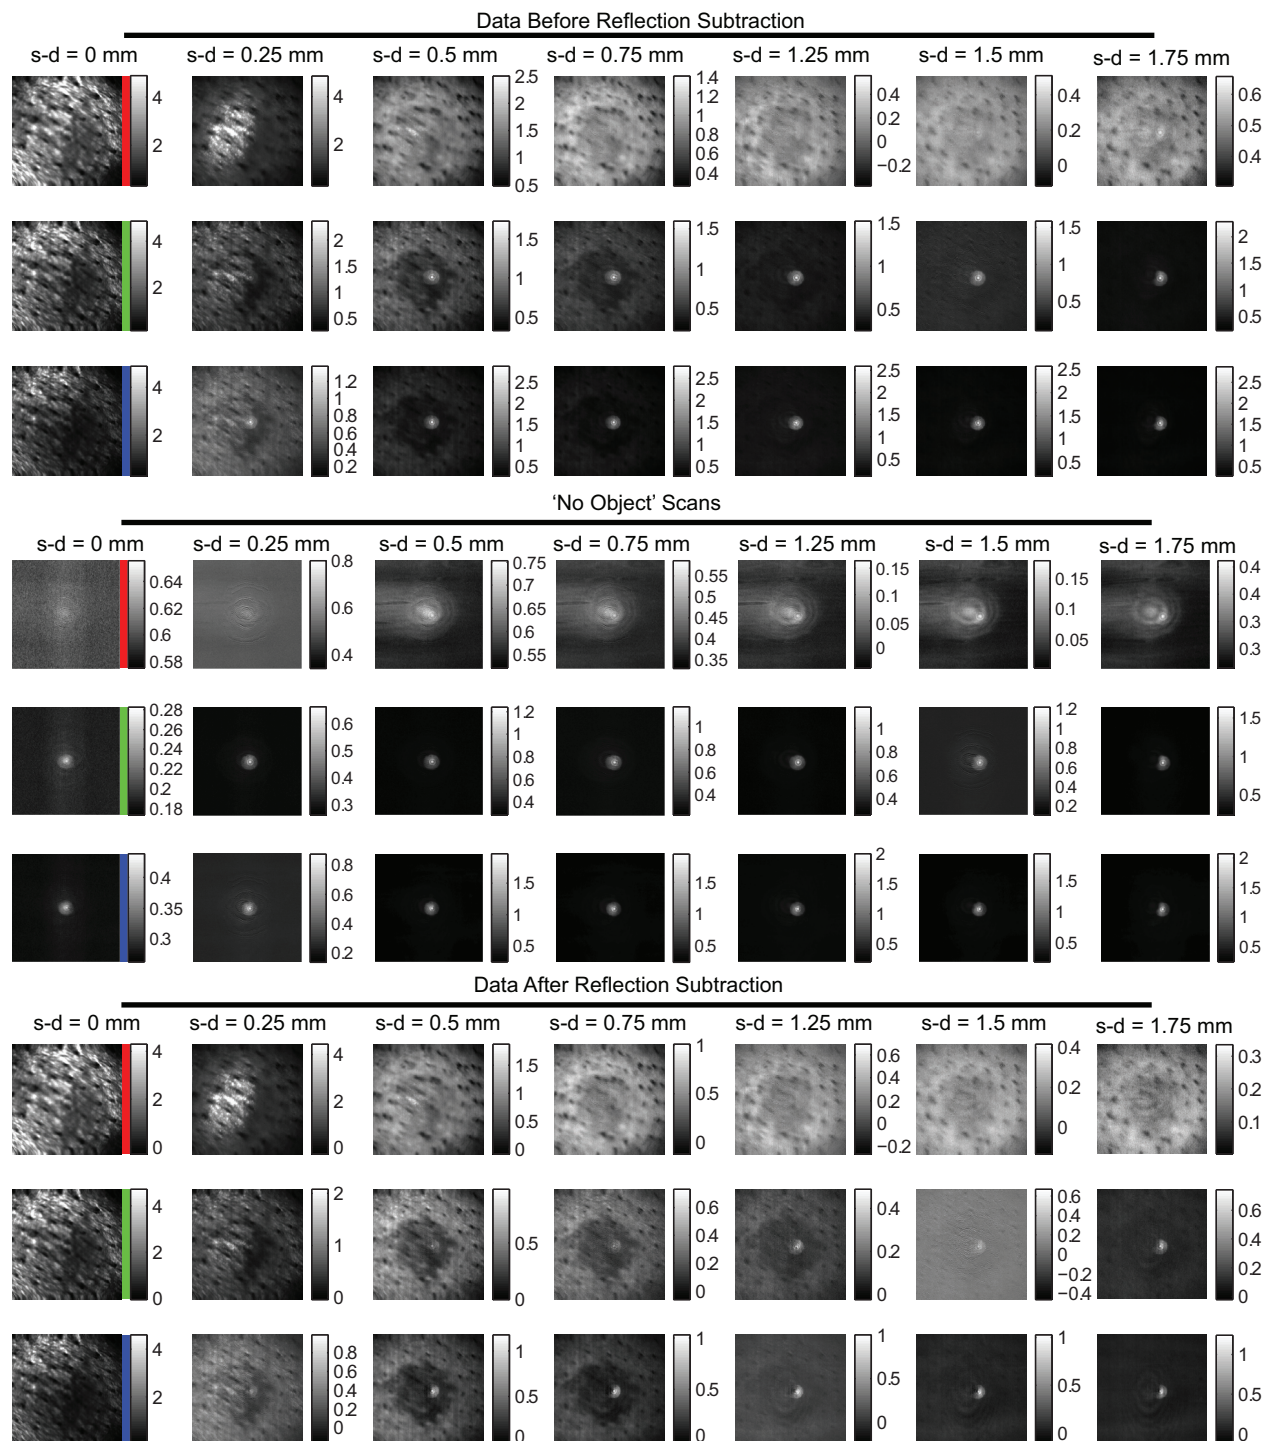 Data Before Reflection Subtraction
s-d = 0 mm s-d = 0.25 mm s-d = 0.5 mm s-d = 0.75 mm s-d = 1.25 mm s-d = 1.5 mm s-d = 1.75 mm
4 2 4 2 2.5 2 1.5 1 0.5 1.4 1.2 1 0.8 0.6 0.4 0.4 0.2 0 −0.2 0.4 0.2 0 0.6 0.5 0.4
4 2 2 1.5 1 0.5 1.5 1 0.5 1.5 1 0.5 1.5 1 0.5 1.5 1 0.5 2 1.5 1 0.5
4 2 1.2 1 0.8 0.6 0.4 0.2 2.5 2 1.5 1 0.5 2.5 2 1.5 1 0.5 2.5 2 1.5 1 0.5 2.5 2 1.5 1 0.5 2.5 2 1.5 1 0.5
‘No Object’ Scans
s-d = 0 mm s-d = 0.25 mm s-d = 0.5 mm s-d = 0.75 mm s-d = 1.25 mm s-d = 1.5 mm s-d = 1.75 mm
0.64 0.62 0.6 0.58 0.8 0.6 0.4 0.75 0.7 0.65 0.6 0.55 0.55 0.5 0.45 0.4 0.35 0.15 0.1 0.05 0 0.15 0.1 0.05 0.4 0.4 0.3 0.3
0.28 0.26 0.24 0.22 0.2 0.18 0.6 0.5 0.4 0.3 1.2 1 0.8 0.6 0.4 1 0.8 0.6 0.4 1 0.8 0.6 0.4 1.2 1 0.8 0.6 0.4 0.2 1.5 1 0.5
0.4 0.35 0.3 0.8 0.6 0.4 0.2 1.5 1 0.5 1.5 1 0.5 2 1.5 1 0.5 1.5 1 0.5 2 1.5 1 0.5
Data After Reflection Subtraction
s-d = 0 mm s-d = 0.25 mm s-d = 0.5 mm s-d = 0.75 mm s-d = 1.25 mm s-d = 1.5 mm s-d = 1.75 mm
4 2 0 4 2 0 1.5 1 0.5 0 1 0.5 0 0.6 0.4 0.2 0 −0.2 0.4 0.2 0 0.3 0.2 0.1
4 2 0 2 1 0 0.5 0 0.6 0.4 0.2 0 0.4 0.2 0 0.6 0.4 0.2 0 −0.2 −0.4 0.6 0.4 0.2 0
4 2 0.8 0.6 0.4 0.2 0 1 0.5 0 1 0.5 0 1 0.5 0 1 0.5 0 1 0.5 0